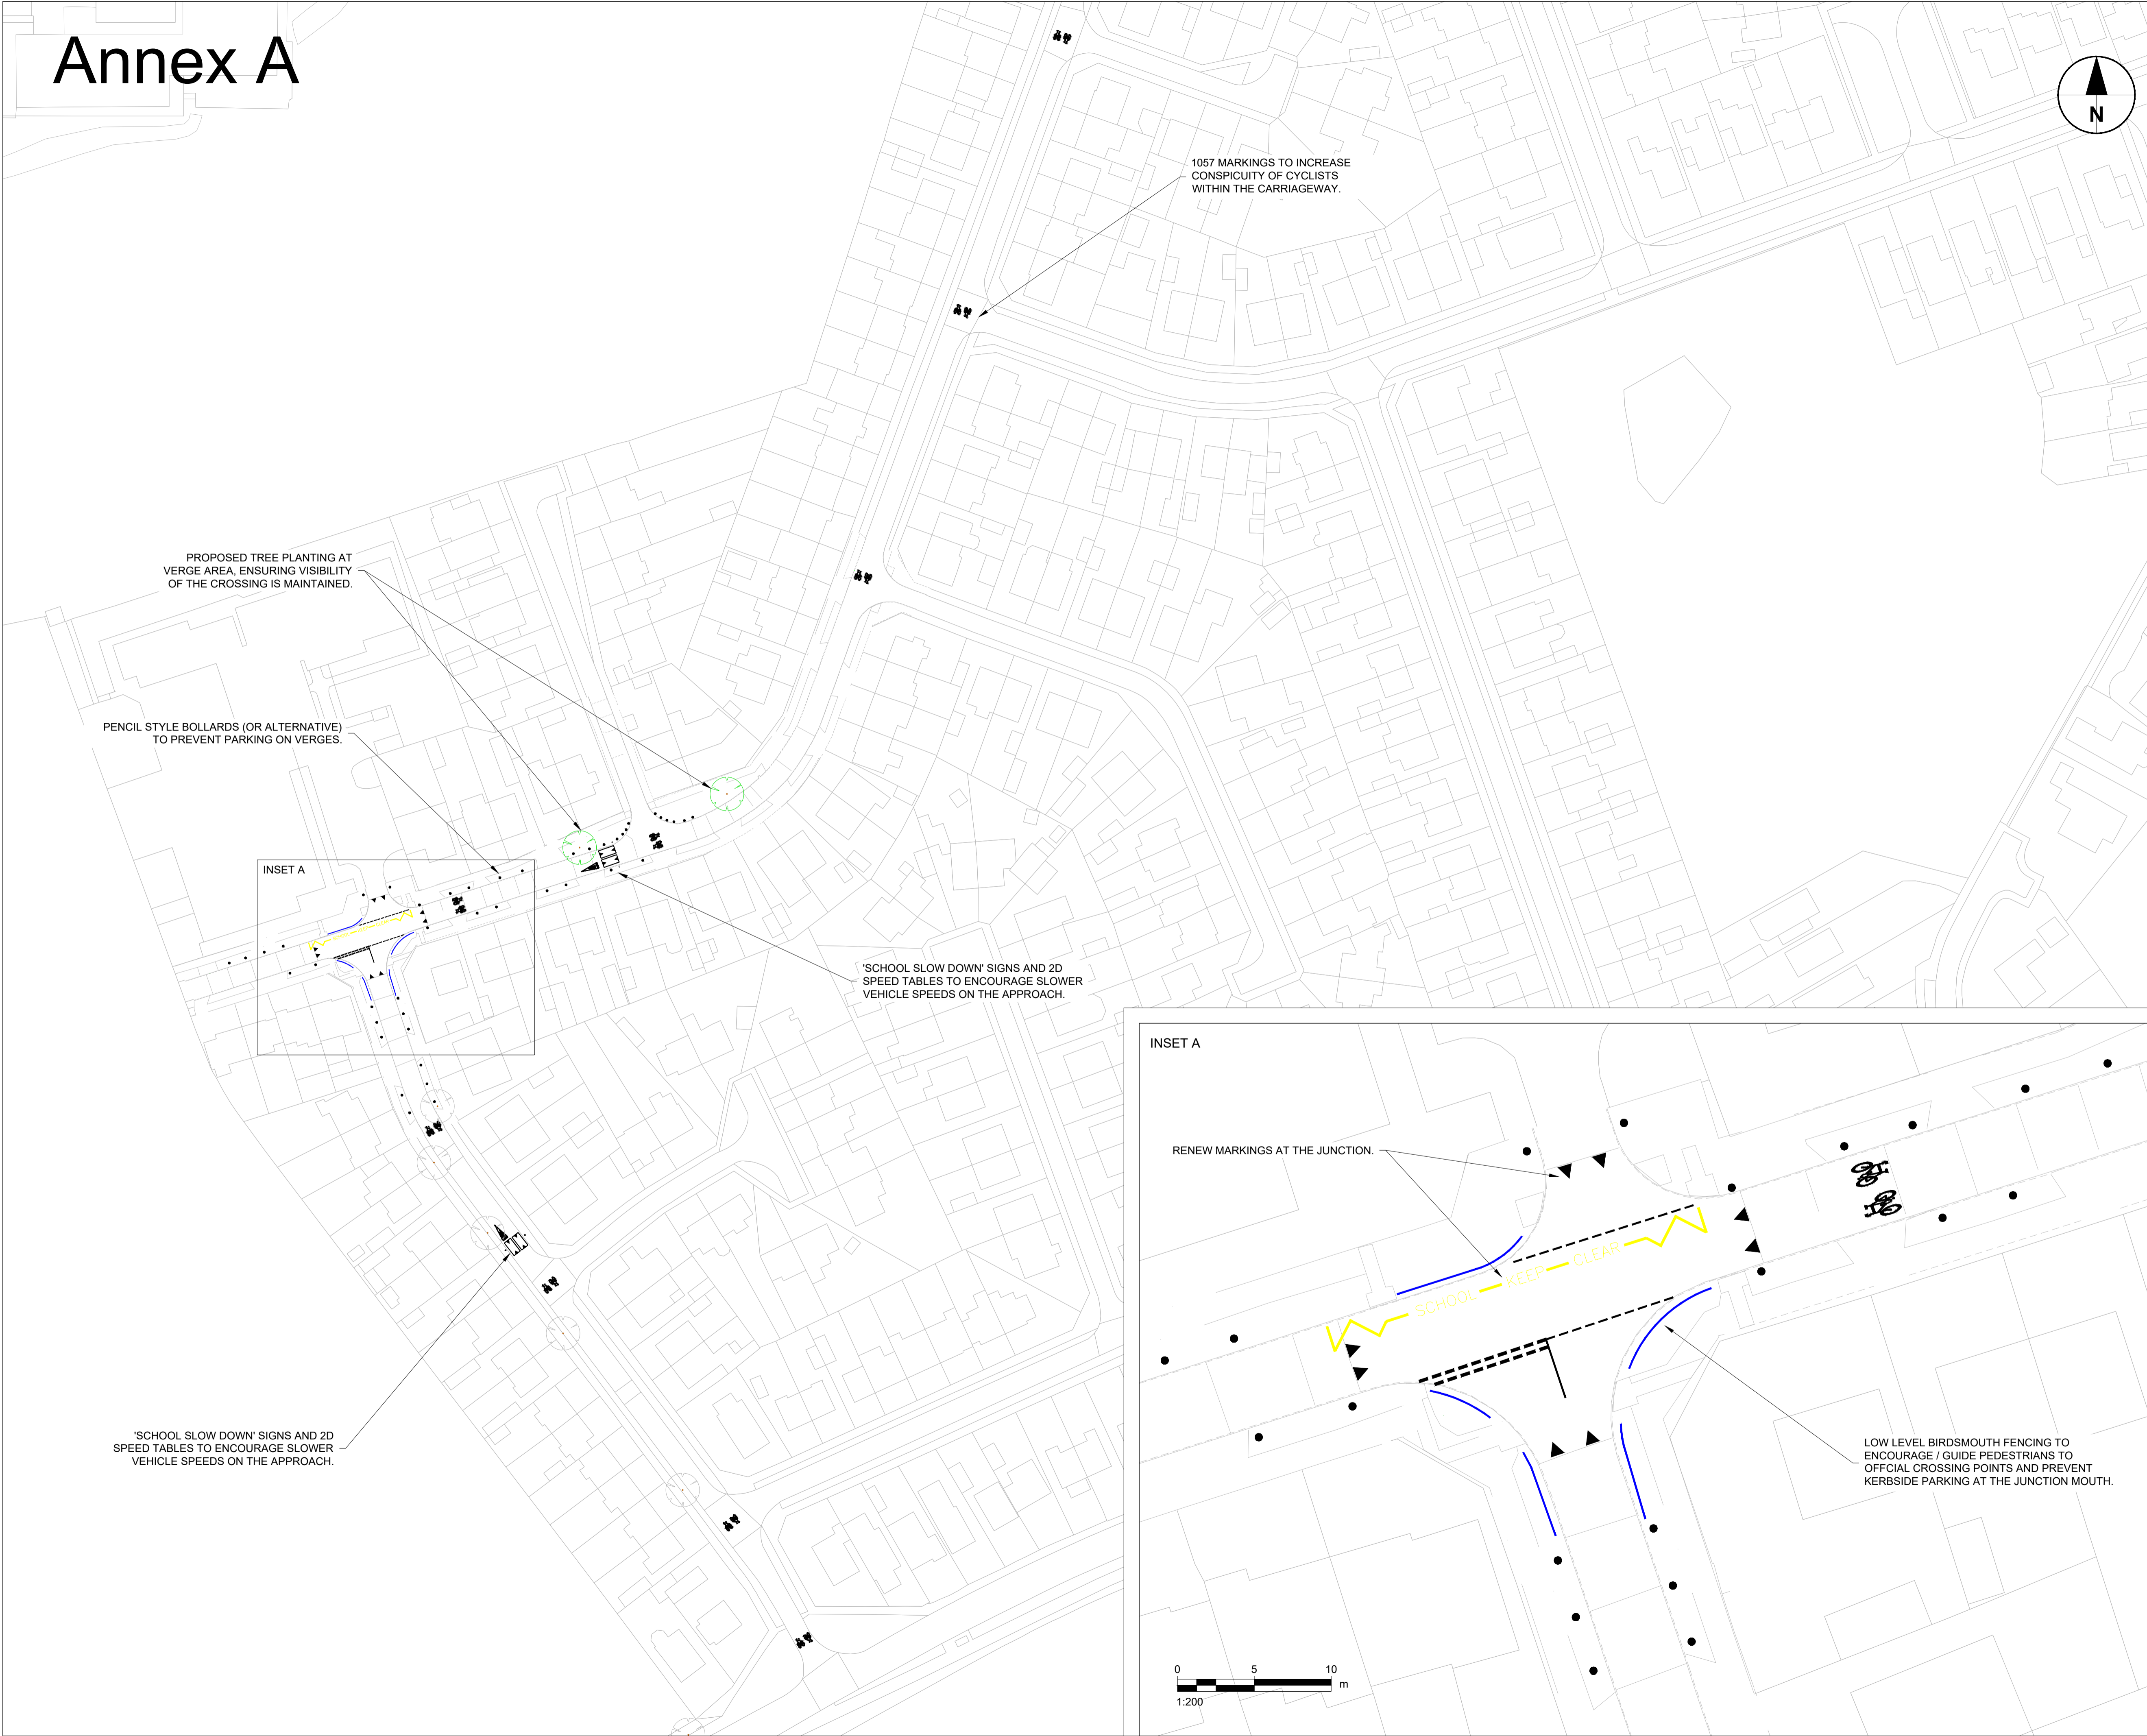 Annex A
N
1057 MARKINGS TO INCREASE
CONSPICUITY OF CYCLISTS
WITHIN THE CARRIAGEWAY.
PROPOSED TREE PLANTING AT
VERGE AREA, ENSURING VISIBILITY
OF THE CROSSING IS MAINTAINED.
PENCIL STYLE BOLLARDS (OR ALTERNATIVE)
TO PREVENT PARKING ON VERGES.
INSET A
'SCHOOL SLOW DOWN' SIGNS AND 2D
SPEED TABLES TO ENCOURAGE SLOWER
VEHICLE SPEEDS ON THE APPROACH.
'SCHOOL SLOW DOWN' SIGNS AND 2D
SPEED TABLES TO ENCOURAGE SLOWER
VEHICLE SPEEDS ON THE APPROACH.
INSET A
RENEW MARKINGS AT THE JUNCTION.
SCHOOL KEEP CLEAR
LOW LEVEL BIRDSMOUTH FENCING TO
ENCOURAGE / GUIDE PEDESTRIANS TO
OFFCIAL CROSSING POINTS AND PREVENT
KERBSIDE PARKING AT THE JUNCTION MOUTH.
0 5 10
m
1:200